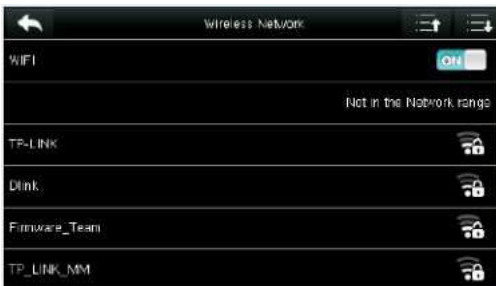 Wireless Network
WIFI
ON
Not in the Network range
TP-LINK
Dlink
Firmware_Team
TP_LINK_MM